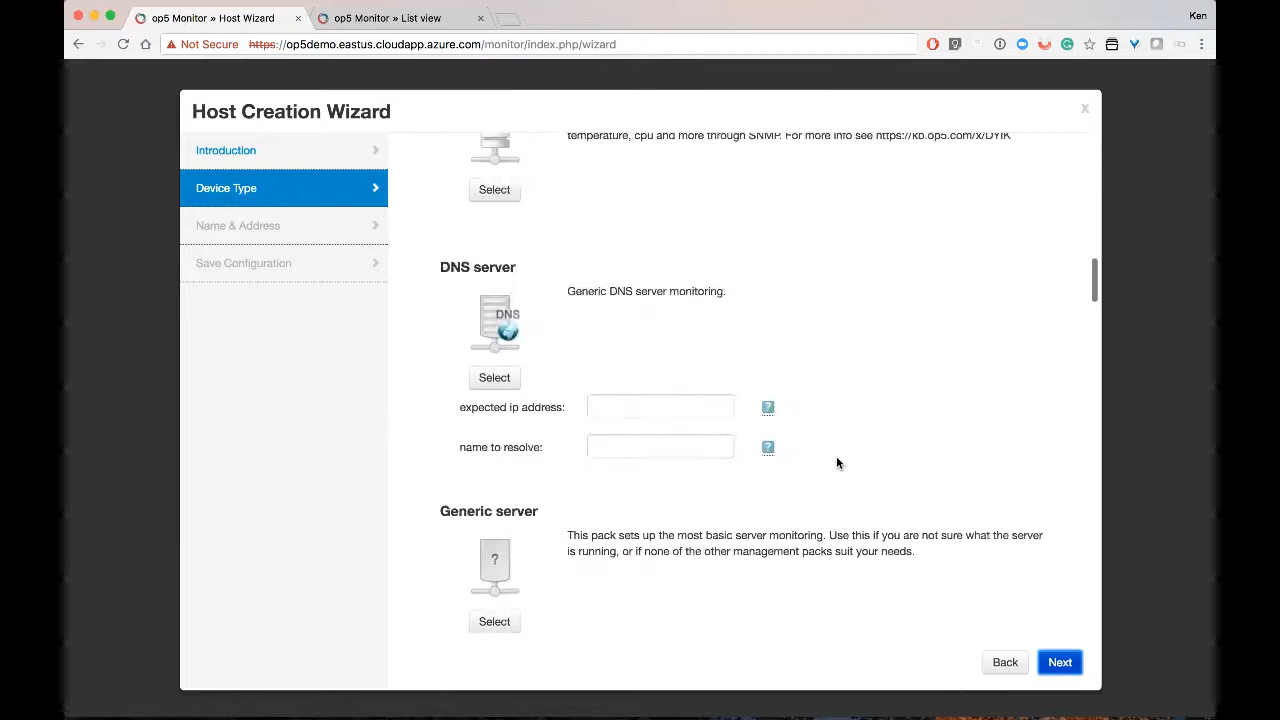 op5 Monitor » Host Wizard
op5 Monitor » List view
Ken
Not Secure
https://op5demo.eastus.cloudapp.azure.com/monitor/index.php/wizard
Host Creation Wizard
x
Introduction
Device Type
Name & Address
Save Configuration
temperature, cpu and more through SNMP. For more info see https://kb.op5.com/x/DYIK
Select
DNS server
DNS
Generic DNS server monitoring.
Select
expected ip address:
?
name to resolve:
?
Generic server
?
This pack sets up the most basic server monitoring. Use this if you are not sure what the server
is running, or if none of the other management packs suit your needs.
Select
Back
Next